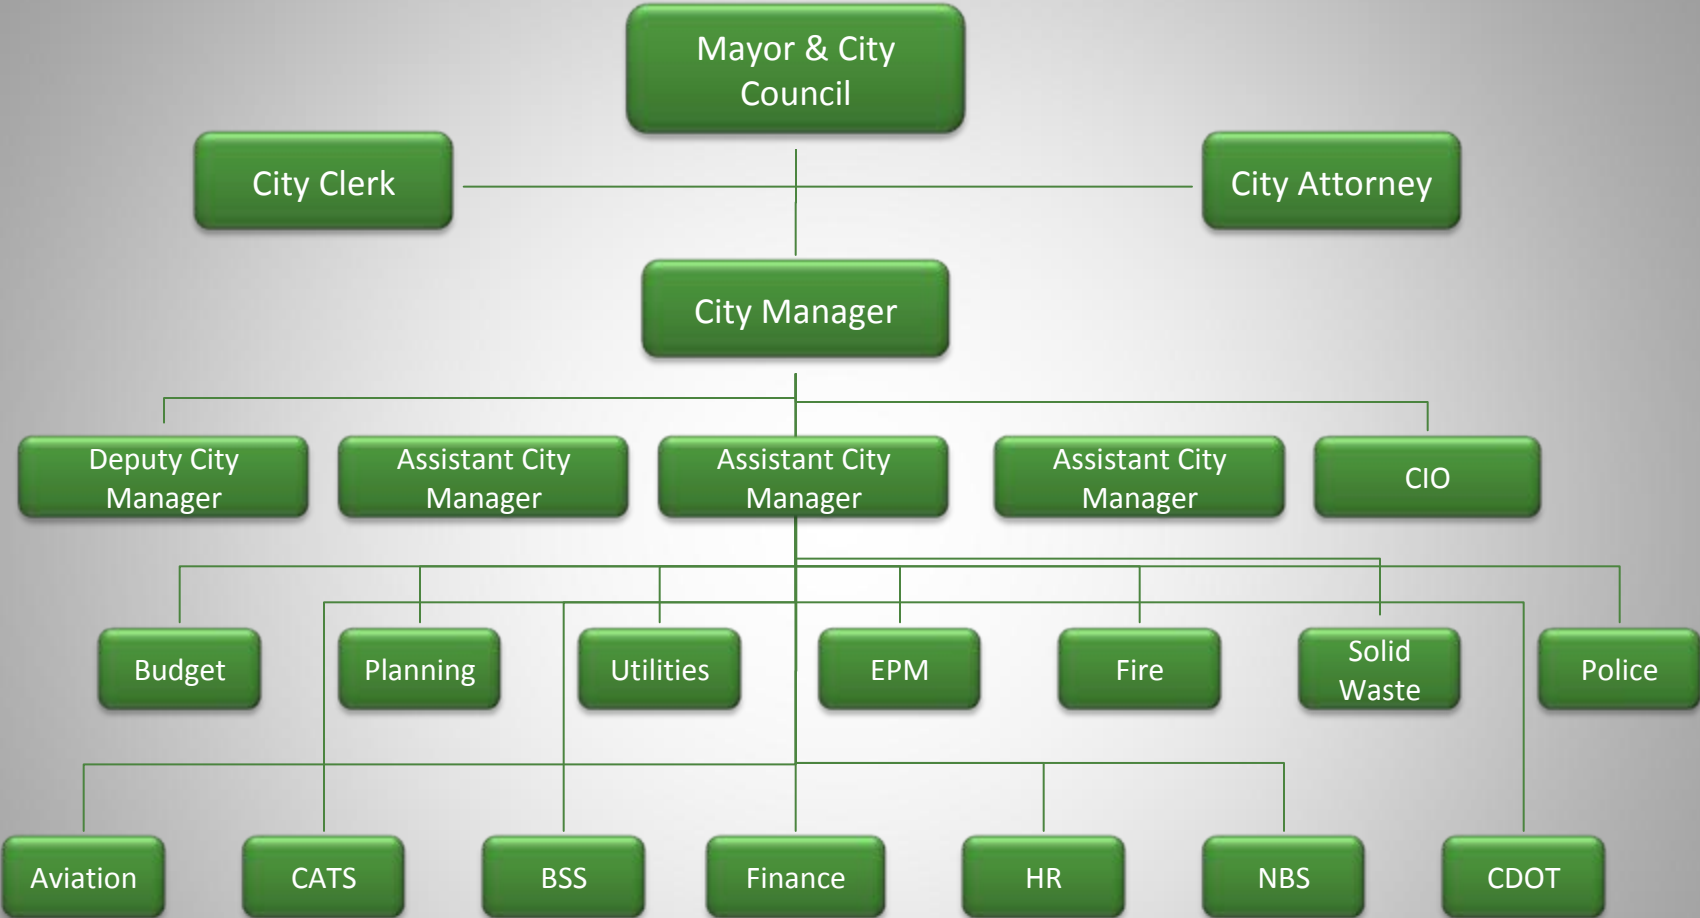 Mayor & City
Council
City Clerk
City Attorney
City Manager
Deputy City
Manager
Assistant City
Manager
Assistant City
Manager
Assistant City
Manager
CIO
Budget
Planning
Utilities
EPM
Fire
Solid
Waste
Police
Aviation
CATS
BSS
Finance
HR
NBS
CDOT